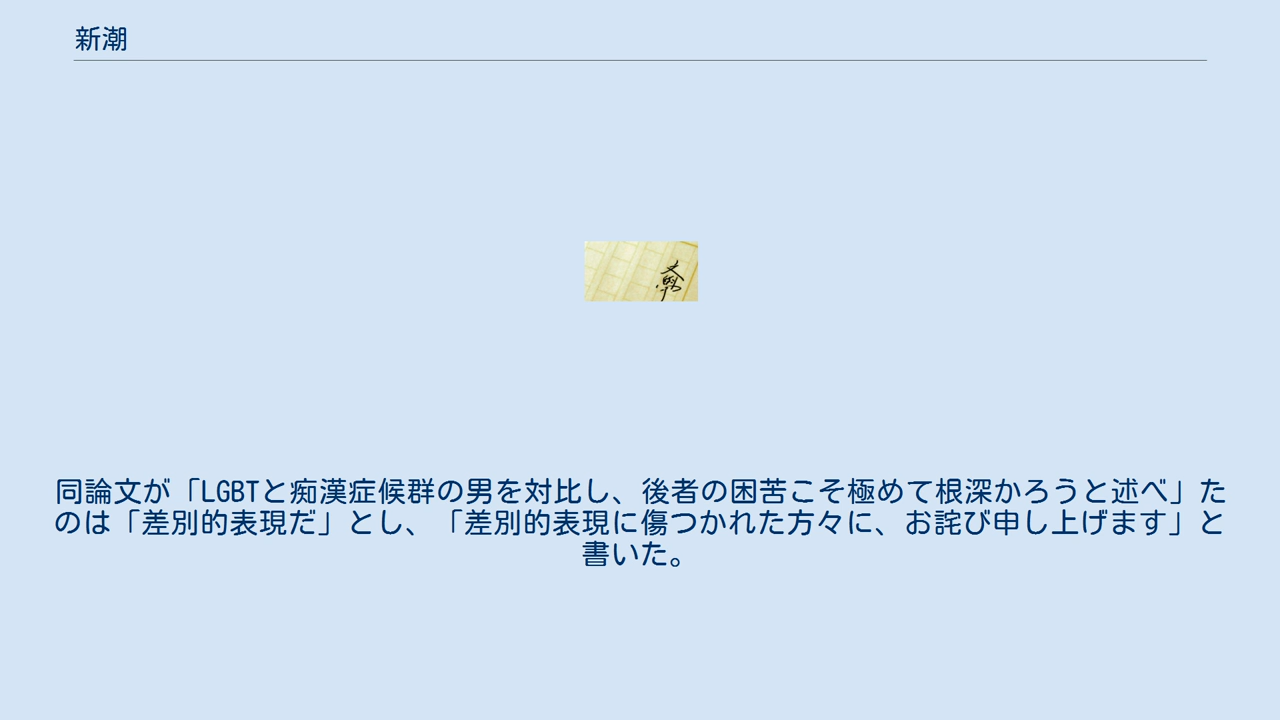 新潮
同論文が「LGBTと痴漢症候群の男を対比し、後者の困苦こそ極めて根深かろうと述べ」た
のは「差別的表現だ」とし、「差別的表現に傷つかれた方々に、お詫び申し上げます」と
書いた。